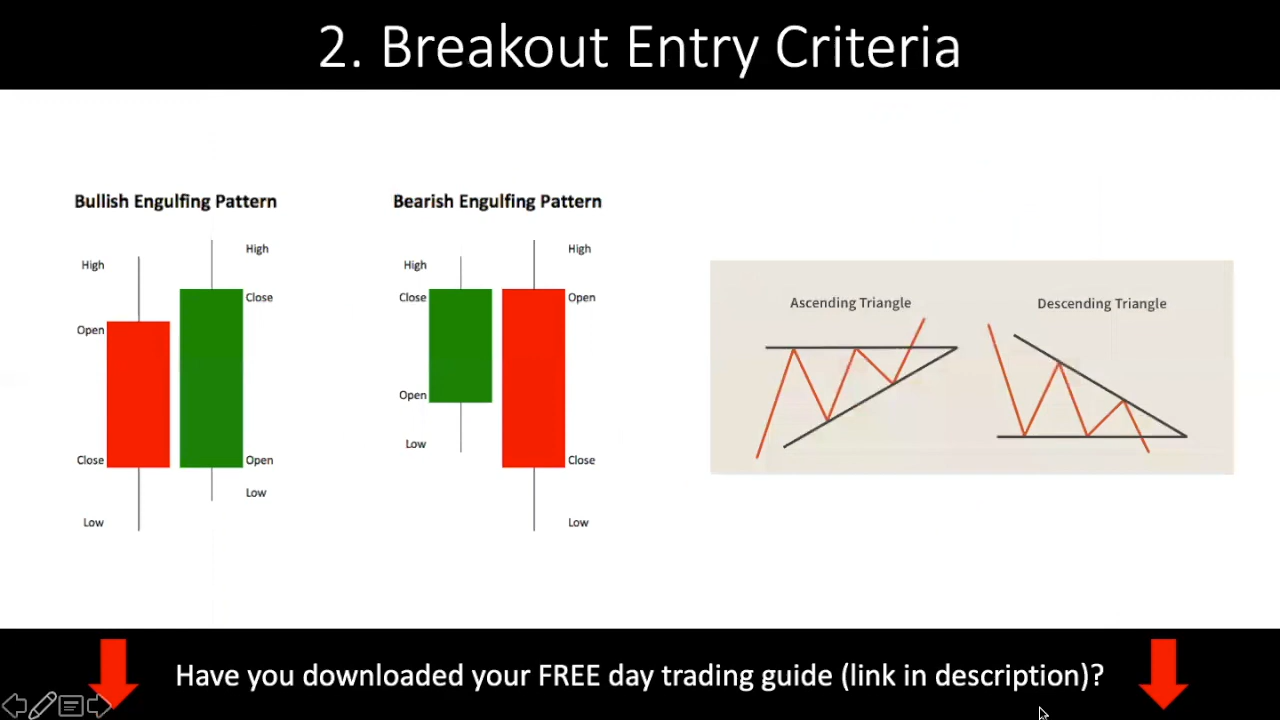 2. Breakout Entry Criteria
Bullish Engulfing Pattern
High
Open
Close
Low
High
Close
Open
Low
Bearish Engulfing Pattern
High
Close
Open
Low
High
Open
Close
Low
Ascending Triangle
Descending Triangle
Have you downloaded your FREE day trading guide (link in description)?